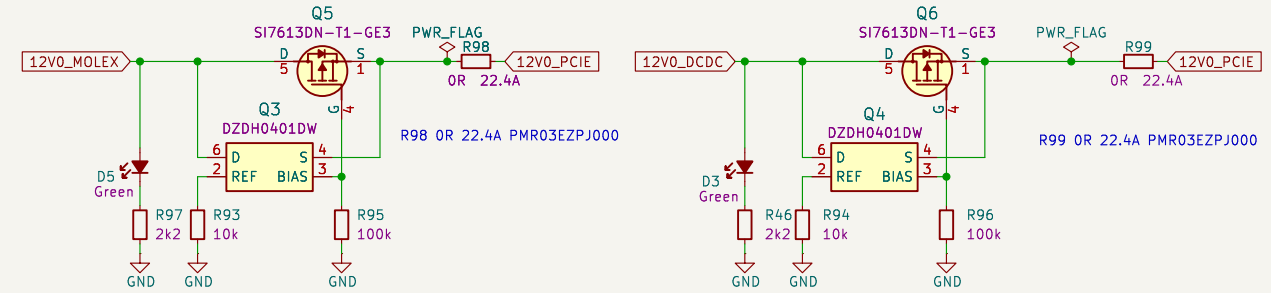 Q5
SI7613DN-T1-GE3
PWR_FLAG
12V0_MOLEX
D
5
S
1
R98
12V0_PCIE
0R 22.4A
G
4
Q3
DZDH0401DW
R98 0R 22.4A PMR03EZPJ000
6
D
S
4
2
REF
BIAS
3
D5
Green
R97
2k2
R93
10k
R95
100k
GND
GND
GND
Q6
SI7613DN-T1-GE3
PWR_FLAG
12V0_DCDC
D
5
S
1
R99
12V0_PCIE
0R 22.4A
G
4
Q4
DZDH0401DW
R99 0R 22.4A PMR03EZPJ000
6
D
S
4
2
REF
BIAS
3
D3
Green
R46
2k2
R94
10k
R96
100k
GND
GND
GND